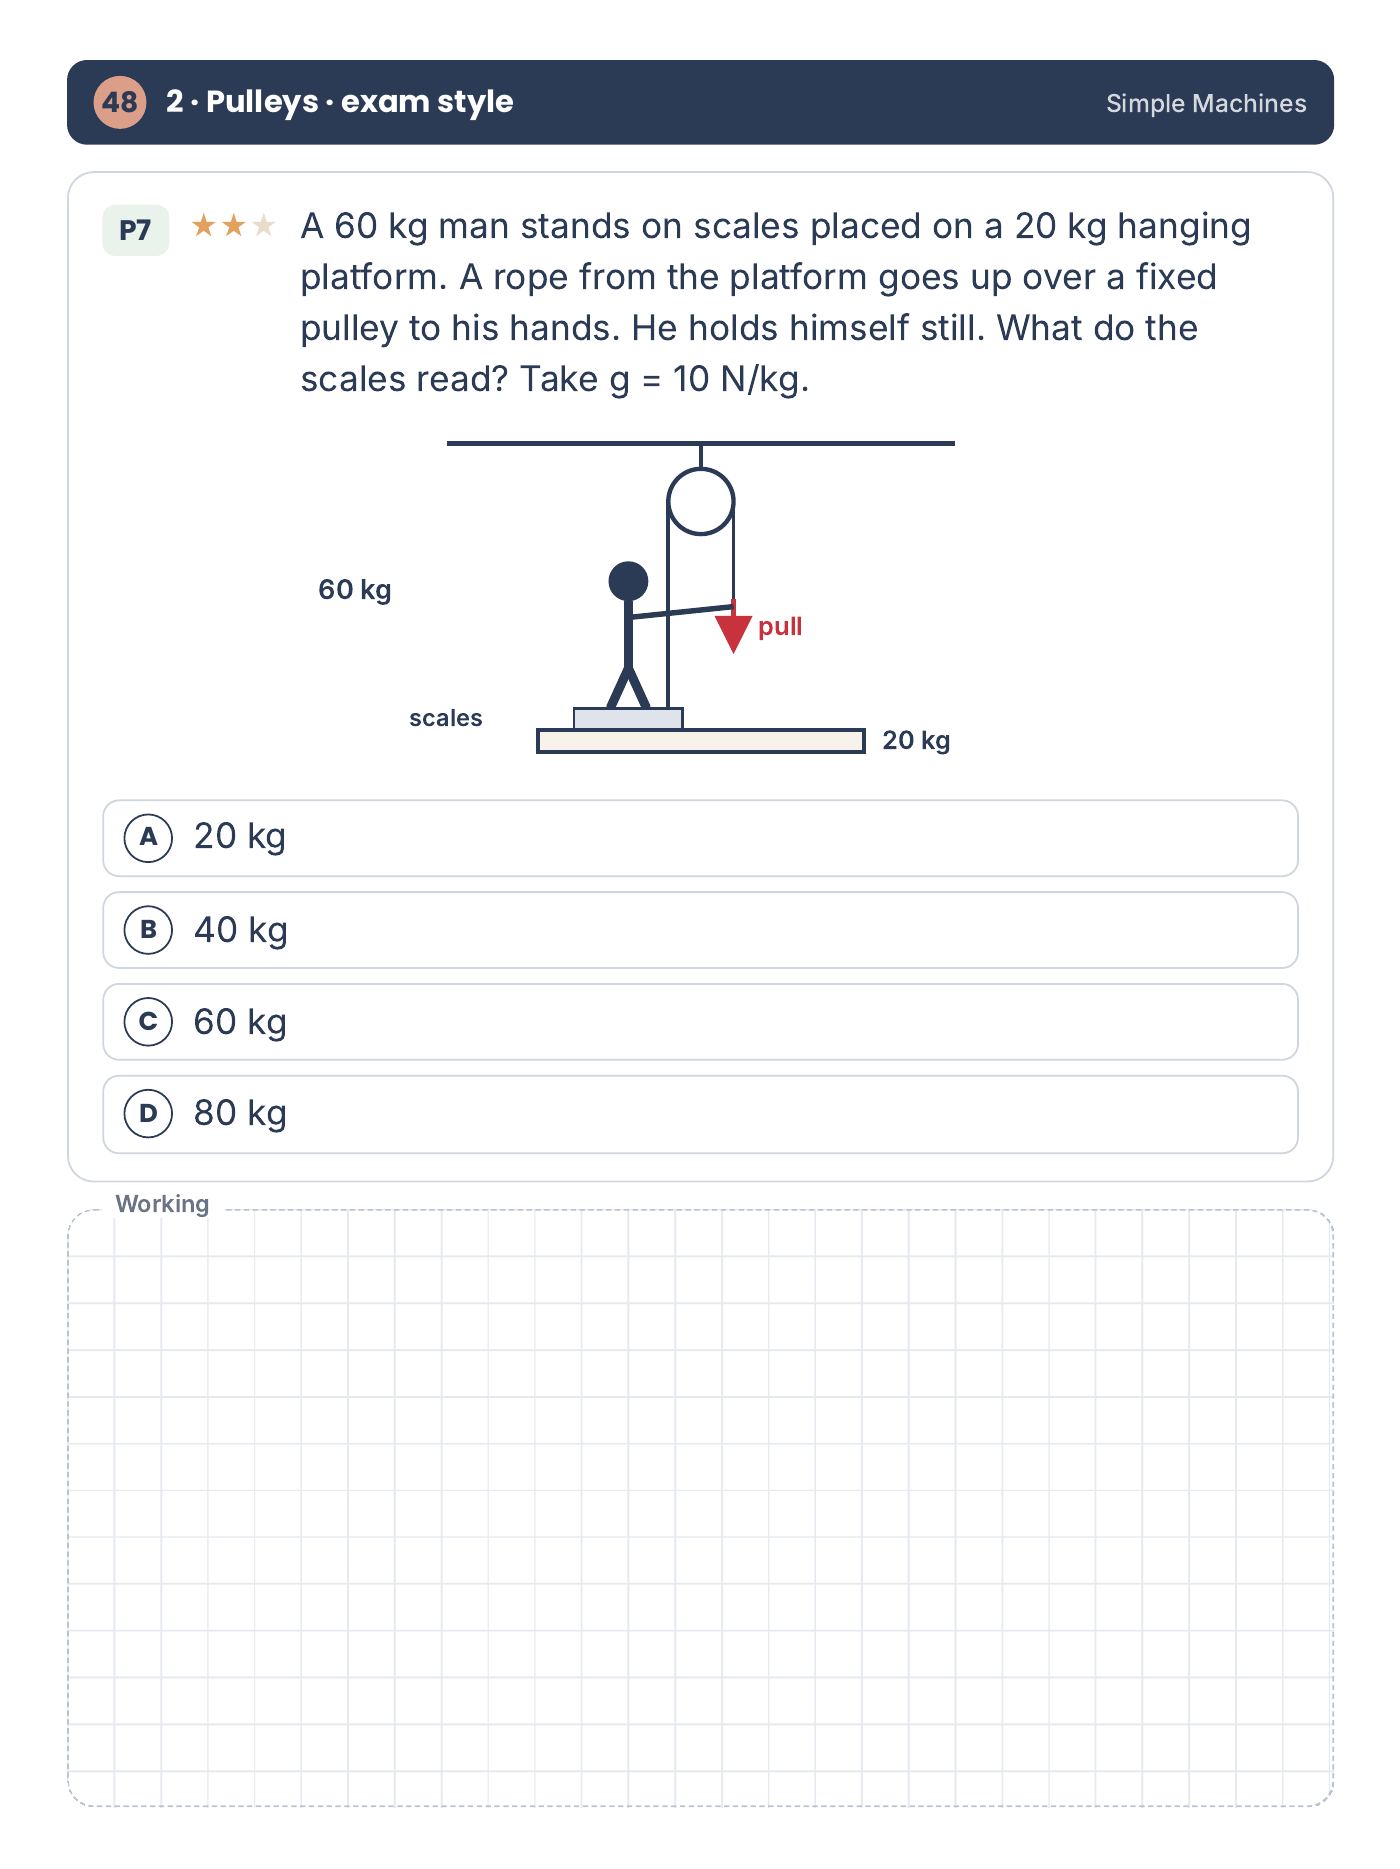 48 2 · Pulleys · exam style Simple Machines
P7 ★★★ A 60 kg man stands on scales placed on a 20 kg hanging
platform. A rope from the platform goes up over a fixed
pulley to his hands. He holds himself still. What do the
scales read? Take g = 10 N/kg.
60 kg
pull
scales
20 kg
A 20 kg
B 40 kg
C 60 kg
D 80 kg
Working